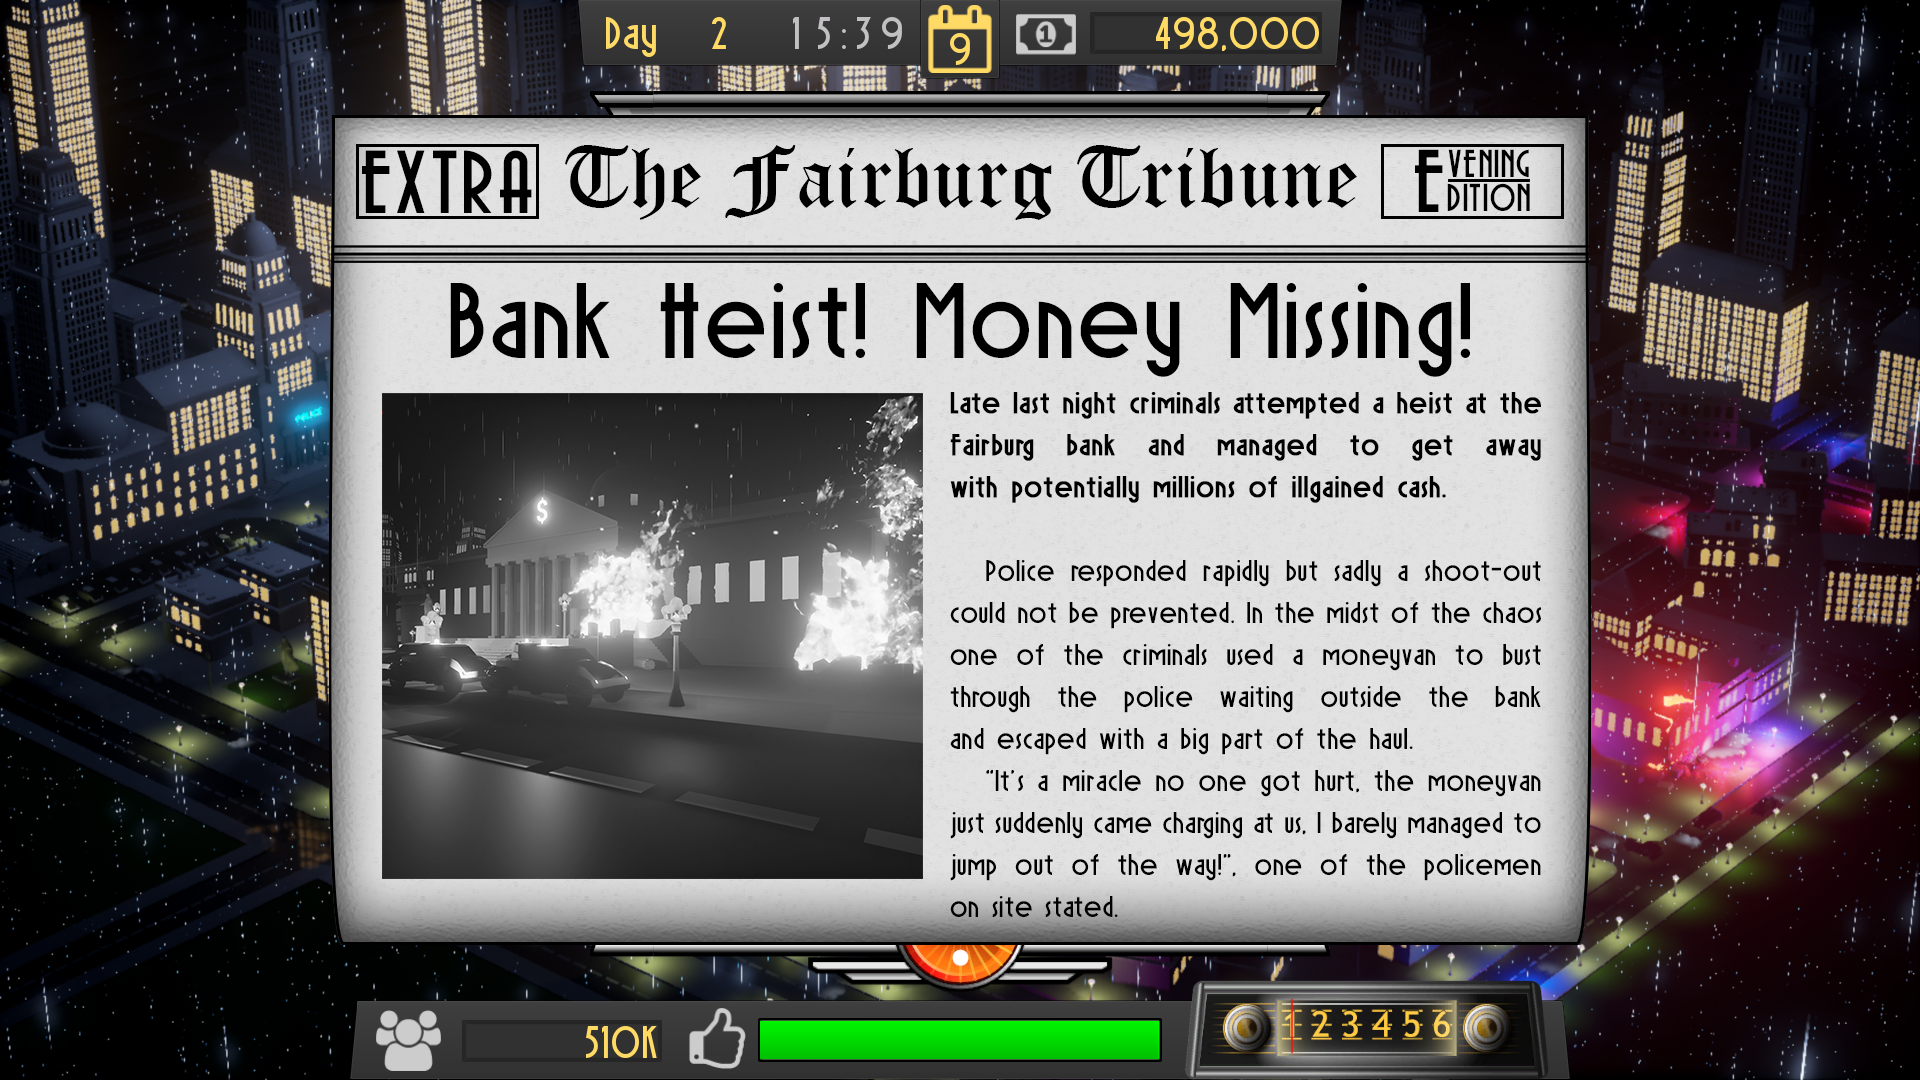 Day 2 15:39 9 1 498,000
EXTRA The Fairburg Tribune EVENING EDITION
Bank Heist! Money Missing!
$
Late last night criminals attempted a heist at the
Fairburg bank and managed to get away
with potentially millions of illgained cash.
Police responded rapidly but sadly a shoot-out
could not be prevented. In the midst of the chaos
one of the criminals used a moneyvan to bust
through the police waiting outside the bank
and escaped with a big part of the haul.
"It's a miracle no one got hurt, the moneyvan
just suddenly came charging at us, I barely managed to
jump out of the way!", one of the policemen
on site stated.
510K
1 2 3 4 5 6